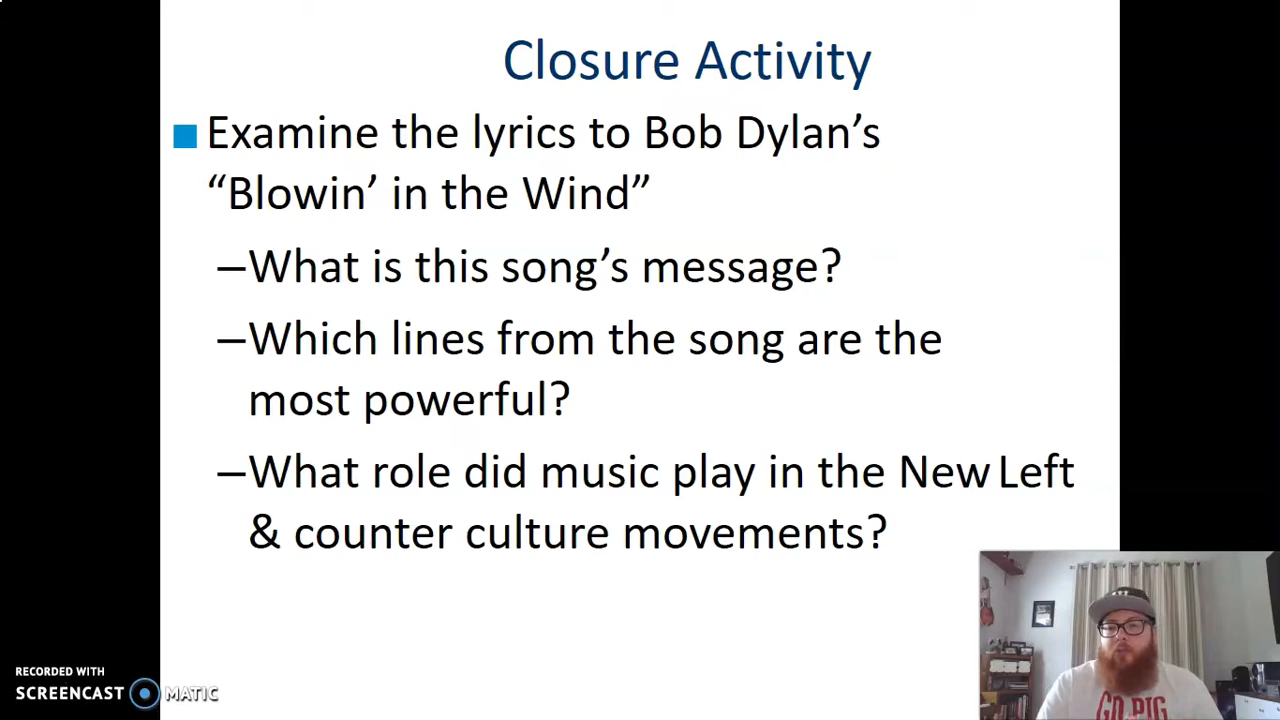 Closure Activity
Examine the lyrics to Bob Dylan’s
“Blowin’ in the Wind”
–What is this song’s message?
–Which lines from the song are the
most powerful?
–What role did music play in the New Left
& counter culture movements?
RECORDED WITH
SCREENCAST MATIC
GO PIG